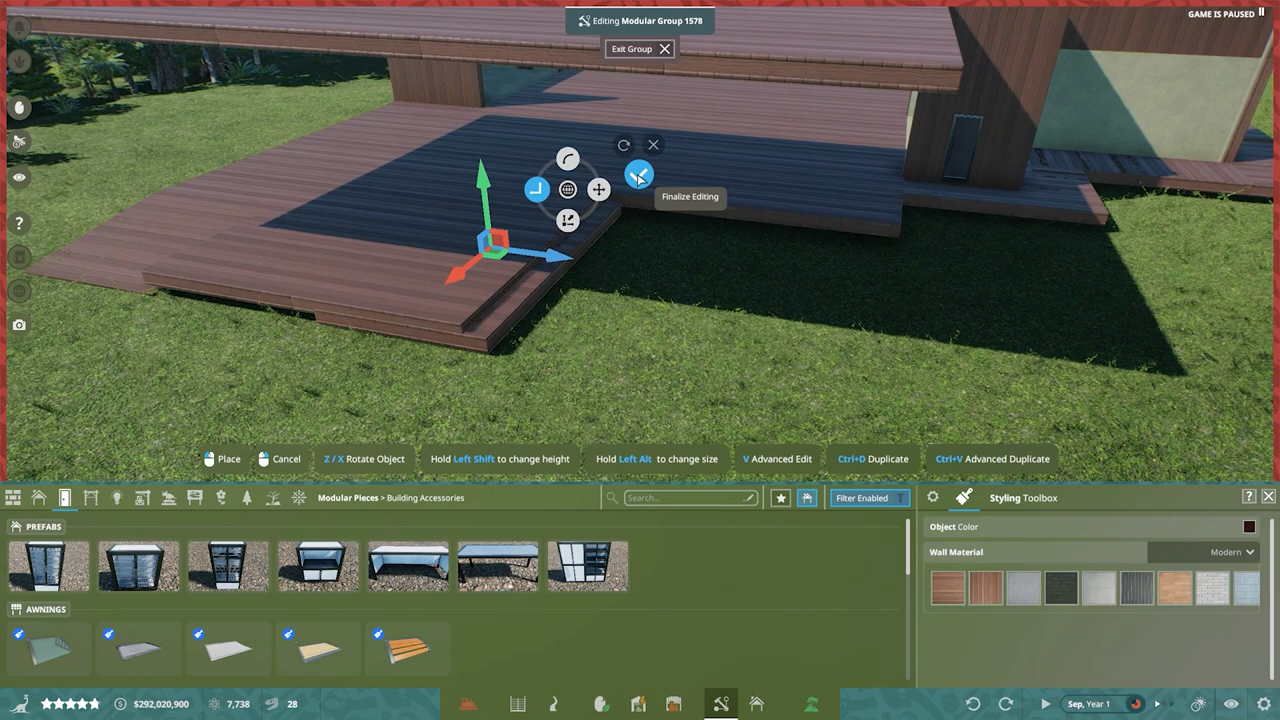 Editing Modular Group 1578
GAME IS PAUSED
Exit Group
Finalize Editing
?
Place
Cancel
Z / X Rotate Object
Hold Left Shift to change height
Hold Left Alt to change size
V Advanced Edit
Ctrl+D Duplicate
Ctrl+V Advanced Duplicate
Modular Pieces > Building Accessories
Search...
Filter Enabled
Styling Toolbox
?
PREFABS
Object Color
Wall Material
Modern
AWNINGS
$292,020,900
7,738
28
Sep, Year 1